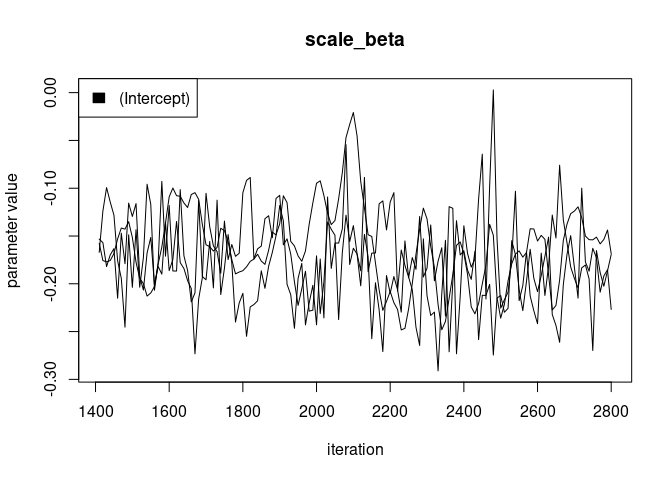 scale_beta
(Intercept)
0.00
-0.10
-0.20
-0.30
parameter value
1400 1600 1800 2000 2200 2400 2600 2800
iteration